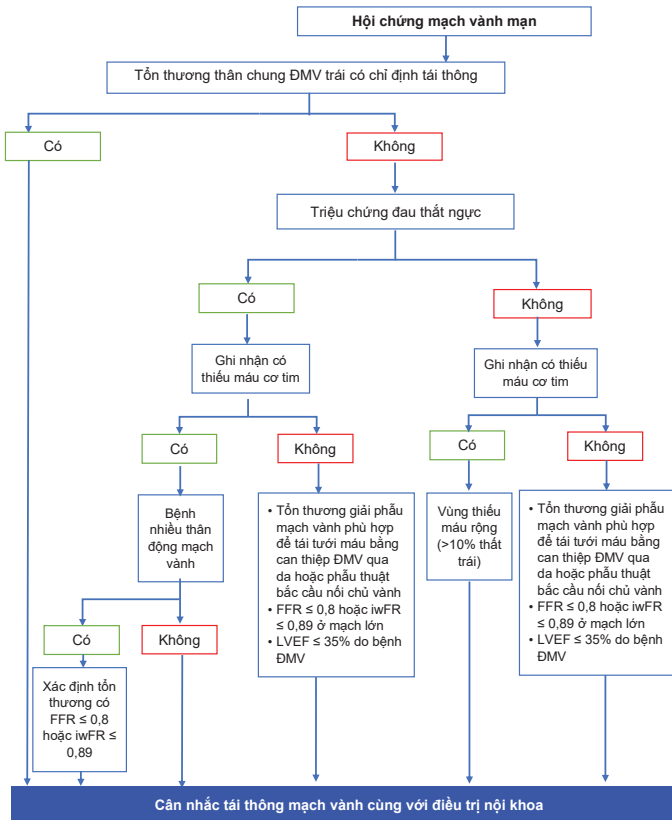 Hội chứng mạch vành mạn
Tổn thương thân chung ĐMV trái có chỉ định tái thông
Có
Không
Triệu chứng đau thắt ngực
Có
Không
Ghi nhận có
thiếu máu cơ tim
Ghi nhận có thiếu máu
cơ tim
Có
Không
Có
Không
Bệnh
nhiều thân
động mạch
vành
• Tổn thương giải phẫu
mạch vành phù hợp
để tái tưới máu bằng
can thiệp ĐMV qua
da hoặc phẫu thuật
bắc cầu nối chủ vành
• FFR ≤ 0,8 hoặc iwFR
≤ 0,89 ở mạch lớn
• LVEF ≤ 35% do bệnh
ĐMV
Vùng thiếu
máu rộng
(>10% thất
trái)
• Tổn thương giải phẫu
mạch vành phù hợp
để tái tưới máu bằng
can thiệp ĐMV qua
da hoặc phẫu thuật
bắc cầu nối chủ vành
• FFR ≤ 0,8 hoặc iwFR
≤ 0,89 ở mạch lớn
• LVEF ≤ 35% do bệnh
ĐMV
Có
Không
Xác định tổn
thương có
FFR ≤ 0,8
hoặc iwFR ≤
0,89
Cân nhắc tái thông mạch vành cùng với điều trị nội khoa